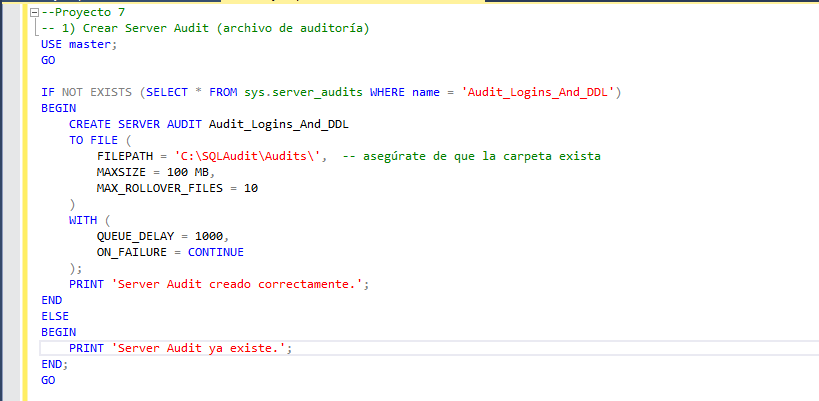 --Proyecto 7
-- 1) Crear Server Audit (archivo de auditoría)
USE master;
GO

IF NOT EXISTS (SELECT * FROM sys.server_audits WHERE name = 'Audit_Logins_And_DDL')
BEGIN
    CREATE SERVER AUDIT Audit_Logins_And_DDL
    TO FILE (
        FILEPATH = 'C:\SQLAudit\Audits\',  -- asegúrate de que la carpeta exista
        MAXSIZE = 100 MB,
        MAX_ROLLOVER_FILES = 10
    )
    WITH (
        QUEUE_DELAY = 1000,
        ON_FAILURE = CONTINUE
    );
    PRINT 'Server Audit creado correctamente.';
END
ELSE
BEGIN
    PRINT 'Server Audit ya existe.';
END;
GO